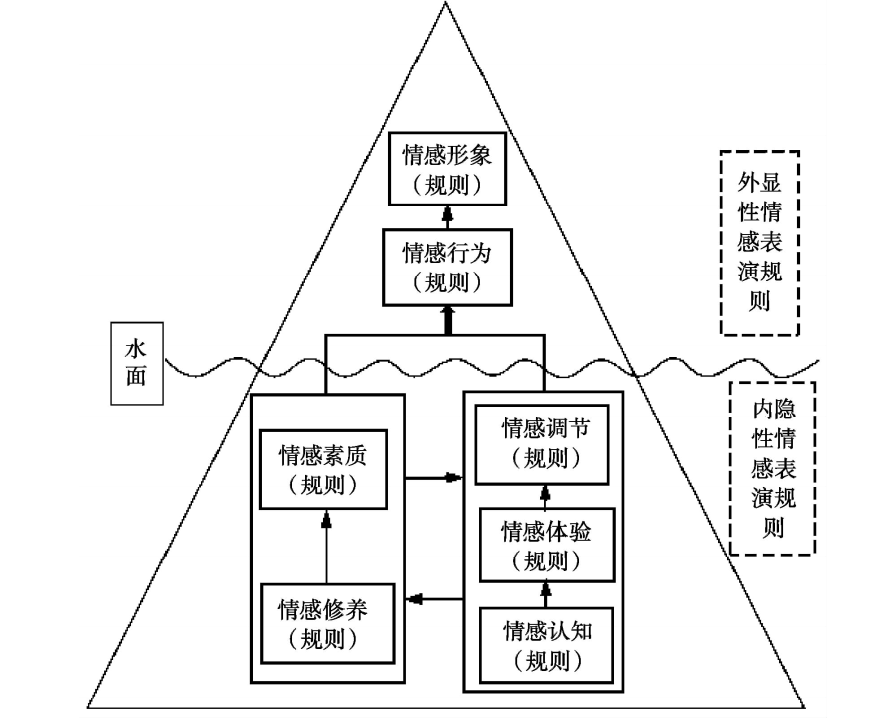 情感形象
（规则）
情感行为
（规则）
外显
性情
感表
演规
则
水
面
内隐
性情
感表
演规
则
情感素质
（规则）
情感修养
（规则）
情感调节
（规则）
情感体验
（规则）
情感认知
（规则）